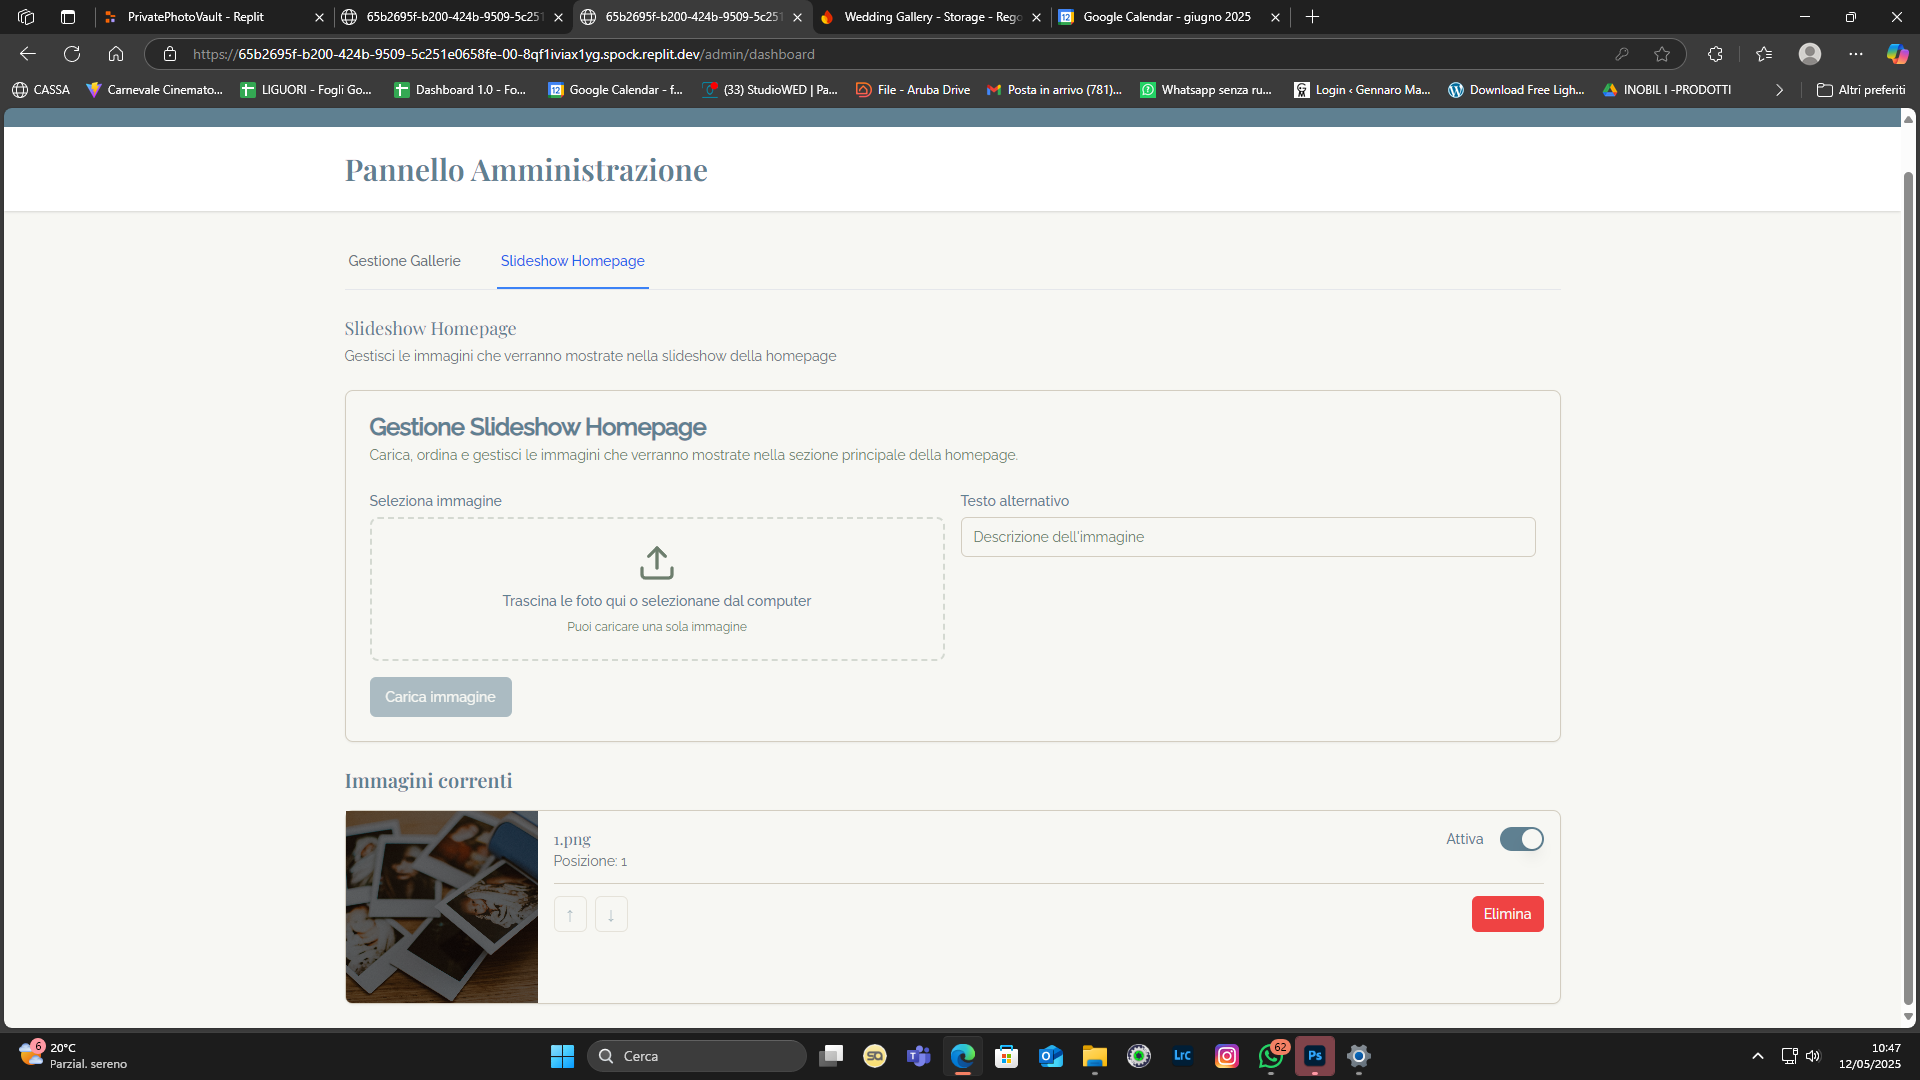 PrivatePhotoVault - Replit
65b2695f-b200-424b-9509-5c251
65b2695f-b200-424b-9509-5c251
Wedding Gallery - Storage - Rego
Google Calendar - giugno 2025
https://65b2695f-b200-424b-9509-5c251e0658fe-00-8qf1iviax1yg.spock.replit.dev/admin/dashboard
CASSA
Carnevale Cinemato...
LIGUORI - Fogli Go...
Dashboard 1.0 - Fo...
Google Calendar - f...
(33) StudioWED | Pa...
File - Aruba Drive
Posta in arrivo (781)...
Whatsapp senza ru...
Login ‹ Gennaro Ma...
Download Free Ligh...
INOBIL I -PRODOTTI
Altri preferiti
Pannello Amministrazione
Gestione Gallerie
Slideshow Homepage
Slideshow Homepage
Gestisci le immagini che verranno mostrate nella slideshow della homepage
Gestione Slideshow Homepage
Carica, ordina e gestisci le immagini che verranno mostrate nella sezione principale della homepage.
Seleziona immagine
Testo alternativo
Descrizione dell'immagine
Trascina le foto qui o selezionane dal computer
Puoi caricare una sola immagine
Carica immagine
Immagini correnti
1.png
Attiva
Posizione: 1
↑
↓
Elimina
6
20°C
Parzial. sereno
Cerca
SQ
Lrc
62
Ps
10:47
12/05/2025